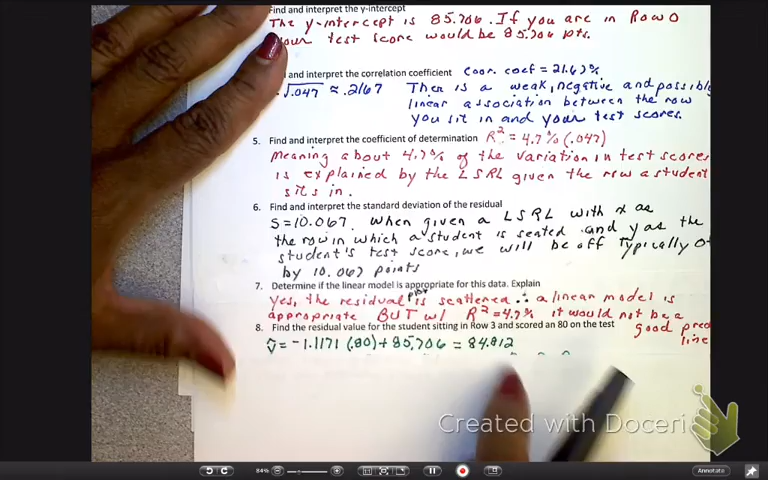 Find and interpret the y-intercept
The y-intercept is 85.706. If you are in Row 0
your test score would be 85.706 pts.
and interpret the correlation coefficient Coor. coef = 21.67%
√.047 ≈ .2167 There is a weak, negative and possibl
linear association between the row
you sit in and your test scores.
5. Find and interpret the coefficient of determination R² = 4.7% (.047)
Meaning about 4.7% of the variation in test scores
is explained by the LSRL given the row a student
sits in.
6. Find and interpret the standard deviation of the residual
S=10.067. When given a LSRL with x as
the row in which a student is seated and y as the
student's test score, we will be off typically
by 10.067 points
7. Determine if the linear model is appropriate for this data. Explain
Yes, the residual plot is scattered ∴ a linear model is
appropriate BUT w/ R² = 4.7% it would not be a
good pred
line
8. Find the residual value for the student sitting in Row 3 and scored an 80 on the test
ŷ = -1.1171 (.80) + 85.706 = 84.812
Created with Doceri
84%
Annotate